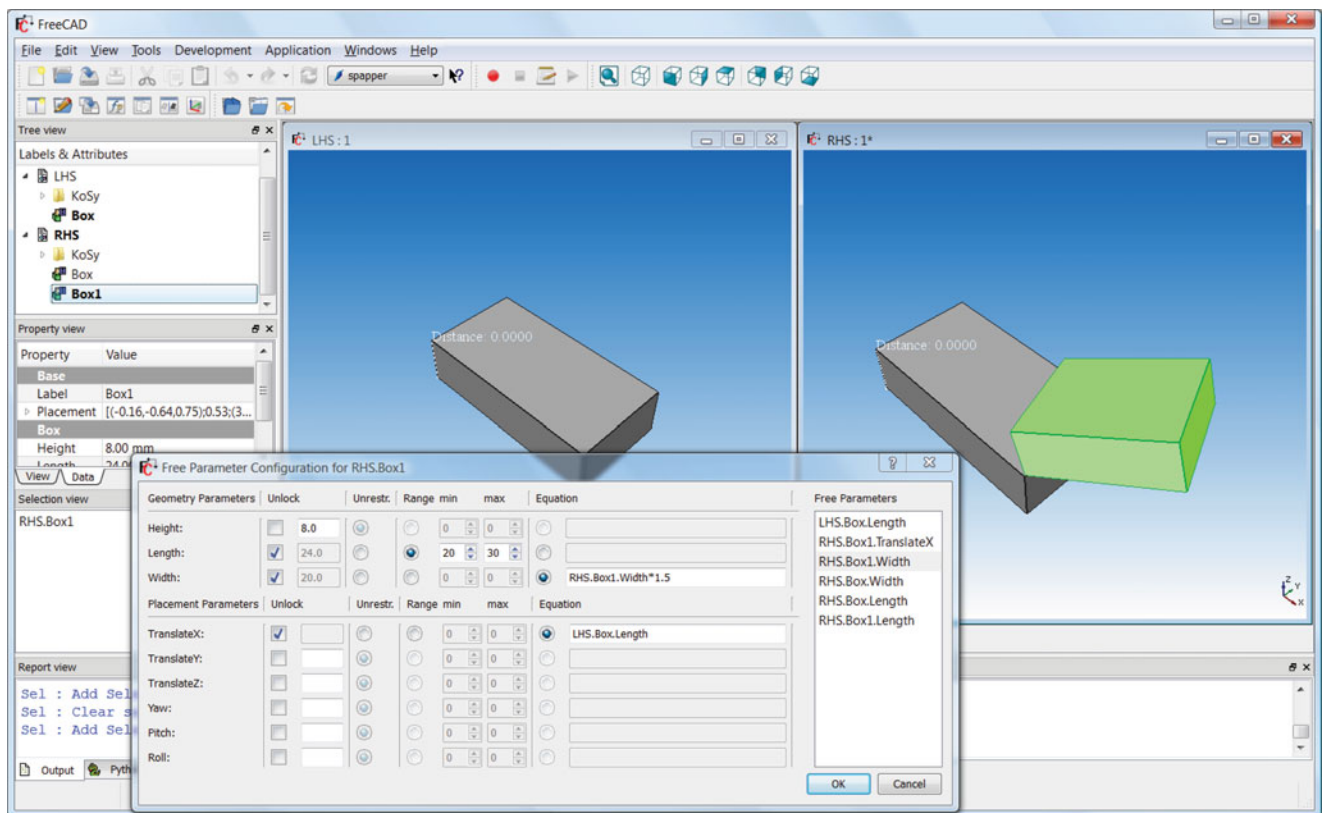 FreeCAD
File Edit View Tools Development Application Windows Help
spapper
Tree view
Labels & Attributes
LHS
KoSy
Box
RHS
KoSy
Box
Box1
LHS : 1
Distance: 0.0000
RHS : 1*
Distance: 0.0000
Z Y X
Property view
Property Value
Base
Label Box1
Placement [(-0.16,-0.64,0.75);0.53;(3...
Box
Height 8.00 mm
Length
View Data
Selection view
RHS.Box1
Report view
Sel : Add Sel
Sel : Clear s
Sel : Add Sel
Output Pyth
Free Parameter Configuration for RHS.Box1
Geometry Parameters Unlock Unrestr. Range min max Equation
Height: 8.0 0 0
Length: 24.0 20 30
Width: 20.0 0 0 RHS.Box1.Width*1.5
Placement Parameters Unlock Unrestr. Range min max Equation
TranslateX: 0 0 LHS.Box.Length
TranslateY: 0 0
TranslateZ: 0 0
Yaw: 0 0
Pitch: 0 0
Roll: 0 0
Free Parameters
LHS.Box.Length
RHS.Box1.TranslateX
RHS.Box1.Width
RHS.Box.Width
RHS.Box.Length
RHS.Box1.Length
OK Cancel